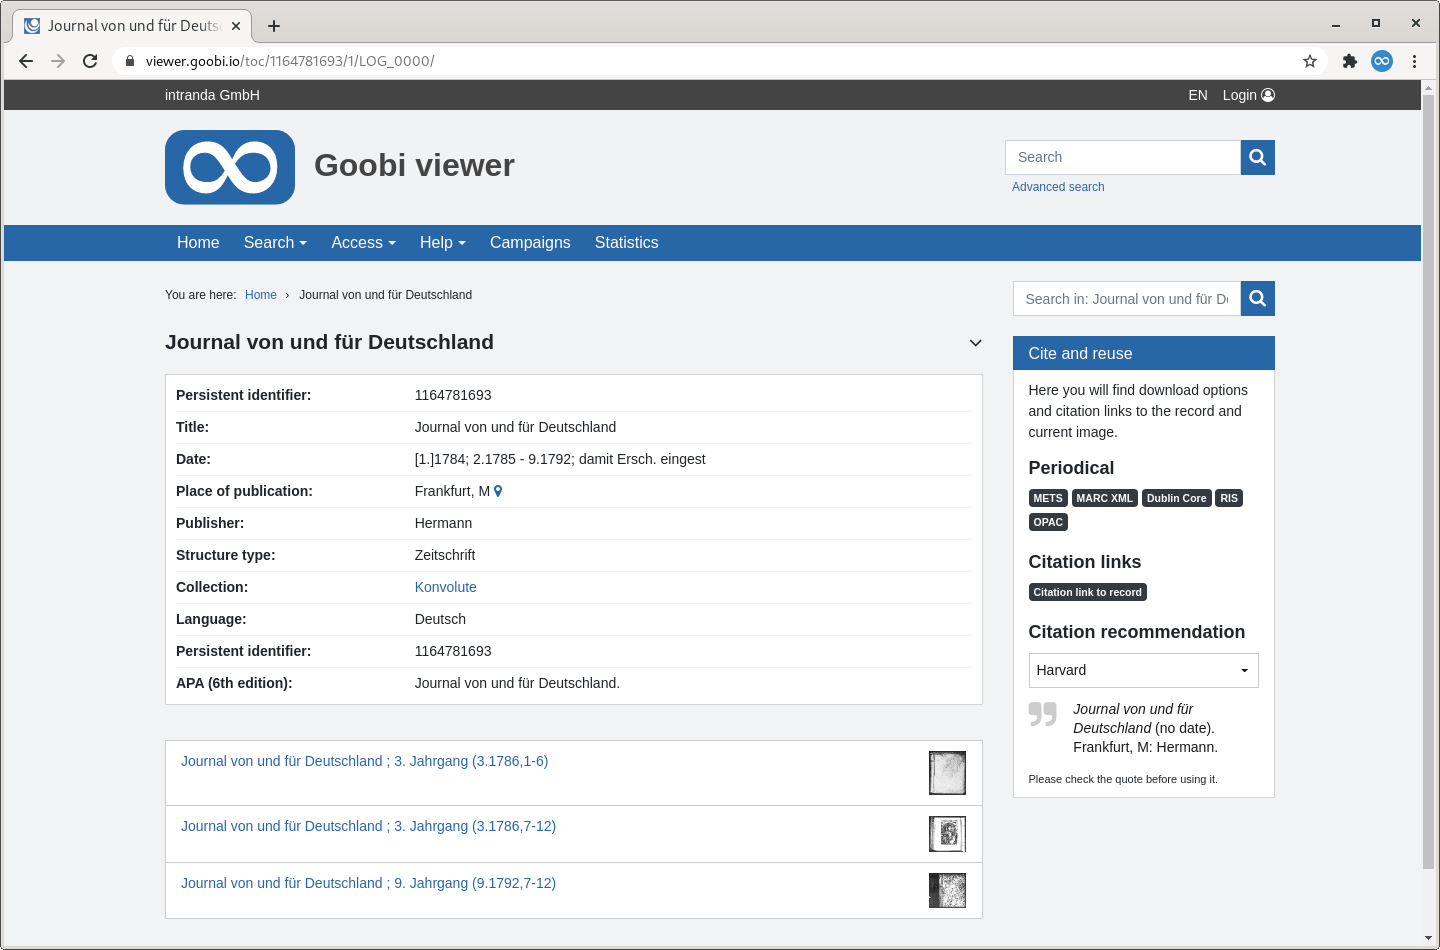 Journal von und für Deutsc
viewer.goobi.io/toc/1164781693/1/LOG_0000/
intranda GmbH
EN Login
Goobi viewer
Search
Advanced search
Home Search Access Help Campaigns Statistics
You are here: Home › Journal von und für Deutschland
Search in: Journal von und für De
Journal von und für Deutschland
Persistent identifier: 1164781693
Title: Journal von und für Deutschland
Date: [1.]1784; 2.1785 - 9.1792; damit Ersch. eingest
Place of publication: Frankfurt, M
Publisher: Hermann
Structure type: Zeitschrift
Collection: Konvolute
Language: Deutsch
Persistent identifier: 1164781693
APA (6th edition): Journal von und für Deutschland.
Journal von und für Deutschland ; 3. Jahrgang (3.1786,1-6)
Journal von und für Deutschland ; 3. Jahrgang (3.1786,7-12)
Journal von und für Deutschland ; 9. Jahrgang (9.1792,7-12)
Cite and reuse
Here you will find download options
and citation links to the record and
current image.
Periodical
METS MARC XML Dublin Core RIS
OPAC
Citation links
Citation link to record
Citation recommendation
Harvard
Journal von und für
Deutschland (no date).
Frankfurt, M: Hermann.
Please check the quote before using it.